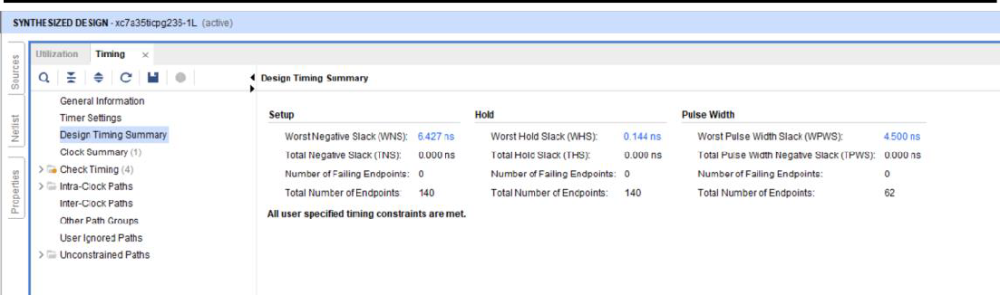 SYNTHESIZED DESIGN - xc7a35ticpg236-1L (active)
Sources
Netlist
Properties
Utilization Timing ×
General Information
Timer Settings
Design Timing Summary
Clock Summary (1)
Check Timing (4)
Intra-Clock Paths
Inter-Clock Paths
Other Path Groups
User Ignored Paths
Unconstrained Paths
Design Timing Summary
Setup Hold Pulse Width
Worst Negative Slack (WNS): 6.427 ns Worst Hold Slack (WHS): 0.144 ns Worst Pulse Width Slack (WPWS): 4.500 ns
Total Negative Slack (TNS): 0.000 ns Total Hold Slack (THS): 0.000 ns Total Pulse Width Negative Slack (TPWS): 0.000 ns
Number of Failing Endpoints: 0 Number of Failing Endpoints: 0 Number of Failing Endpoints: 0
Total Number of Endpoints: 140 Total Number of Endpoints: 140 Total Number of Endpoints: 62
All user specified timing constraints are met.